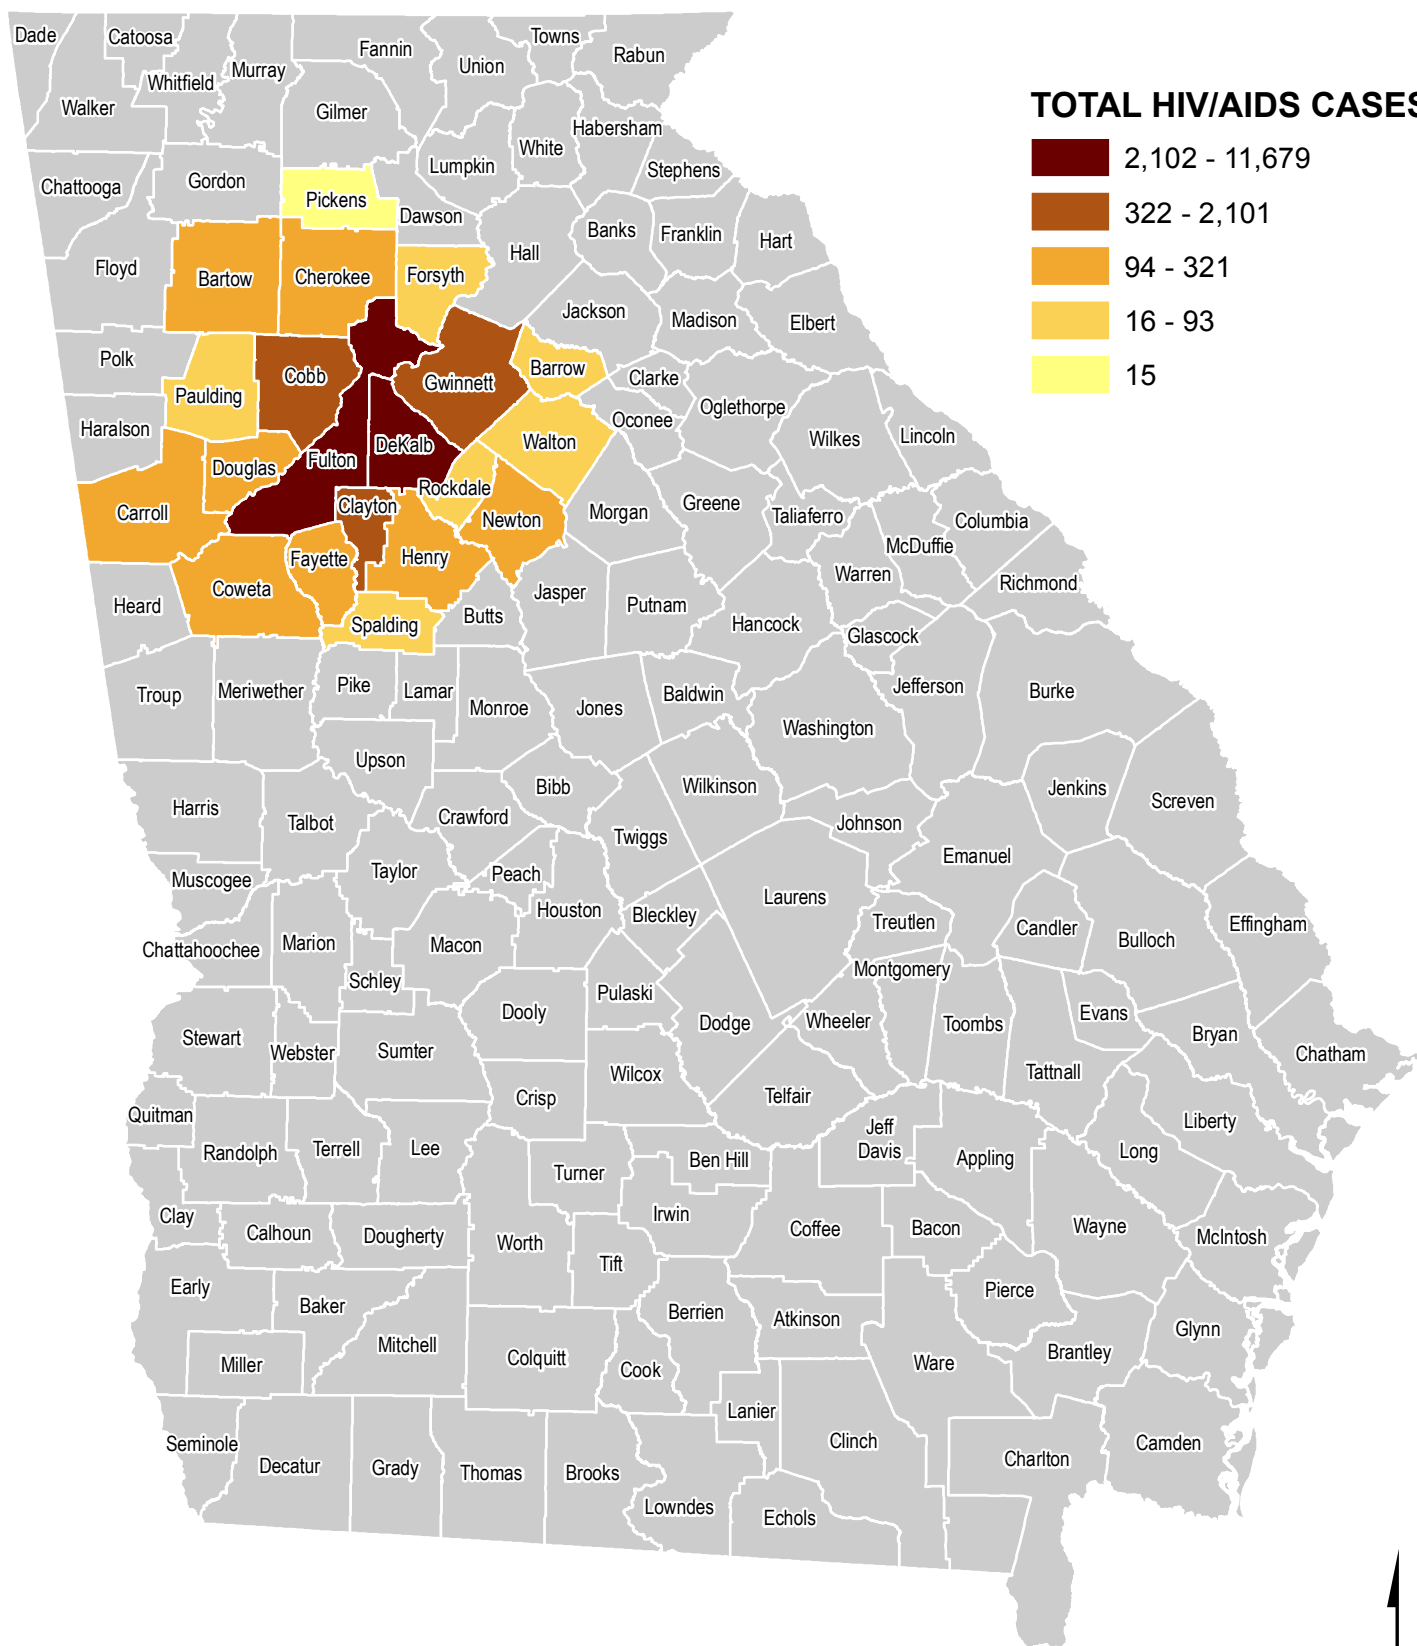 Dade
Catoosa
Fannin
Towns
Rabun
Union
Whitfield
Murray
Walker
Gilmer
TOTAL HIV/AIDS CASES
2,102 - 11,679
322 - 2,101
94 - 321
16 - 93
15
Habersham
White
Lumpkin
Stephens
Chattooga
Gordon
Pickens
Dawson
Banks
Franklin
Hart
Hall
Floyd
Bartow
Cherokee
Forsyth
Jackson
Madison
Elbert
Polk
Cobb
Gwinnett
Barrow
Clarke
Paulding
Oglethorpe
Oconee
Haralson
Wilkes
Lincoln
DeKalb
Walton
Fulton
Douglas
Rockdale
Carroll
Clayton
Newton
Morgan
Greene
Taliaferro
Columbia
McDuffie
Fayette
Henry
Warren
Richmond
Coweta
Heard
Jasper
Putnam
Butts
Spalding
Hancock
Glascock
Troup
Meriwether
Pike
Lamar
Monroe
Jones
Baldwin
Jefferson
Burke
Washington
Upson
Wilkinson
Bibb
Jenkins
Screven
Harris
Talbot
Crawford
Johnson
Twiggs
Emanuel
Taylor
Peach
Muscogee
Laurens
Houston
Bleckley
Treutlen
Candler
Effingham
Bulloch
Chattahoochee
Marion
Macon
Montgomery
Schley
Pulaski
Dooly
Dodge
Wheeler
Toombs
Evans
Bryan
Stewart
Webster
Sumter
Chatham
Tattnall
Wilcox
Crisp
Telfair
Quitman
Liberty
Randolph
Terrell
Lee
Jeff
Davis
Long
Turner
Ben Hill
Appling
Clay
Calhoun
Dougherty
Worth
Irwin
Coffee
Bacon
Wayne
McIntosh
Tift
Early
Baker
Pierce
Berrien
Atkinson
Glynn
Mitchell
Miller
Colquitt
Cook
Ware
Brantley
Lanier
Clinch
Camden
Seminole
Decatur
Grady
Thomas
Brooks
Charlton
Lowndes
Echols